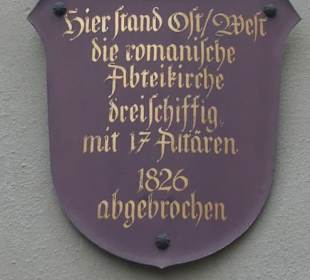 Hier stand Ost/West
die romanische
Abteikirche
dreischiffig
mit 17 Altären
1826
abgebrochen